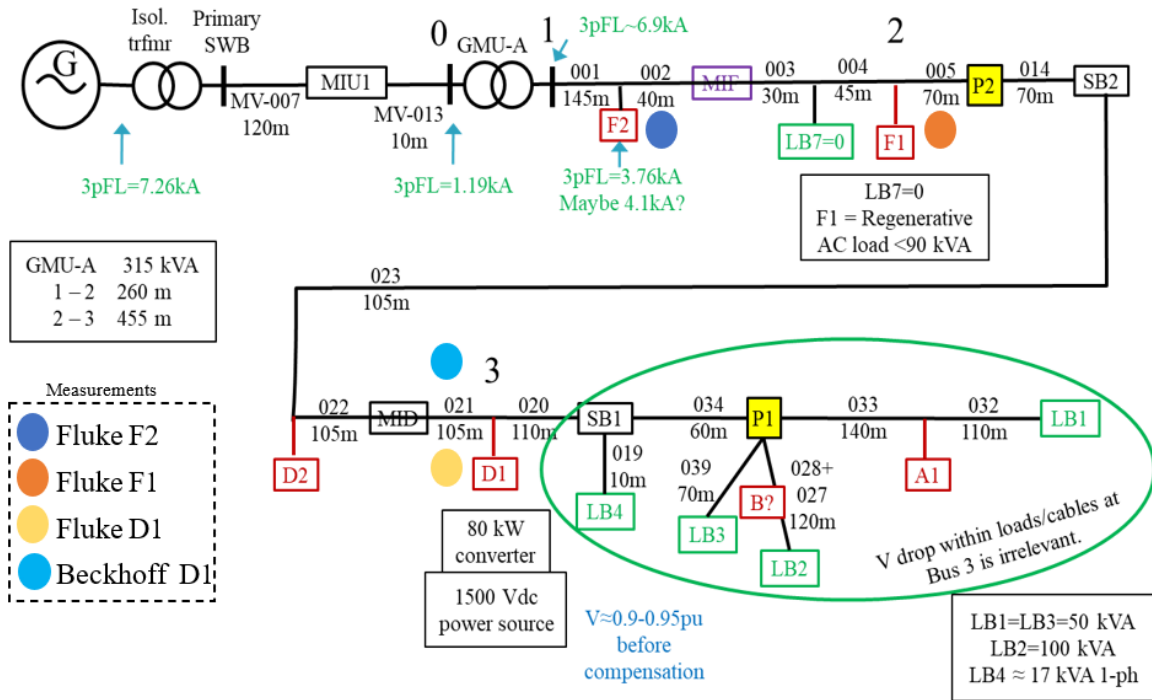 Isol.
trfmr
Primary
SWB
G
MIU1
MV-007
120m
MV-013
10m
0
GMU-A
1
3pFL~6.9kA
2
001
145m
002
40m
MIF
003
30m
004
45m
005
70m
P2
014
70m
SB2
F2
LB7=0
F1
3pFL=7.26kA
3pFL=1.19kA
3pFL=3.76kA
Maybe 4.1kA?
LB7=0
F1 = Regenerative
AC load <90 kVA
GMU-A 315 kVA
1 – 2 260 m
2 – 3 455 m
023
105m
Measurements
Fluke F2
Fluke F1
Fluke D1
Beckhoff D1
3
022
105m
MID
021
105m
020
110m
SB1
034
60m
P1
033
140m
032
110m
LB1
D2
D1
019
10m
LB4
039
70m
LB3
028+
027
120m
B?
LB2
A1
80 kW
converter
1500 Vdc
power source
V≈0.9-0.95pu
before
compensation
V drop within loads/cables at
Bus 3 is irrelevant.
LB1=LB3=50 kVA
LB2=100 kVA
LB4 ≈ 17 kVA 1-ph